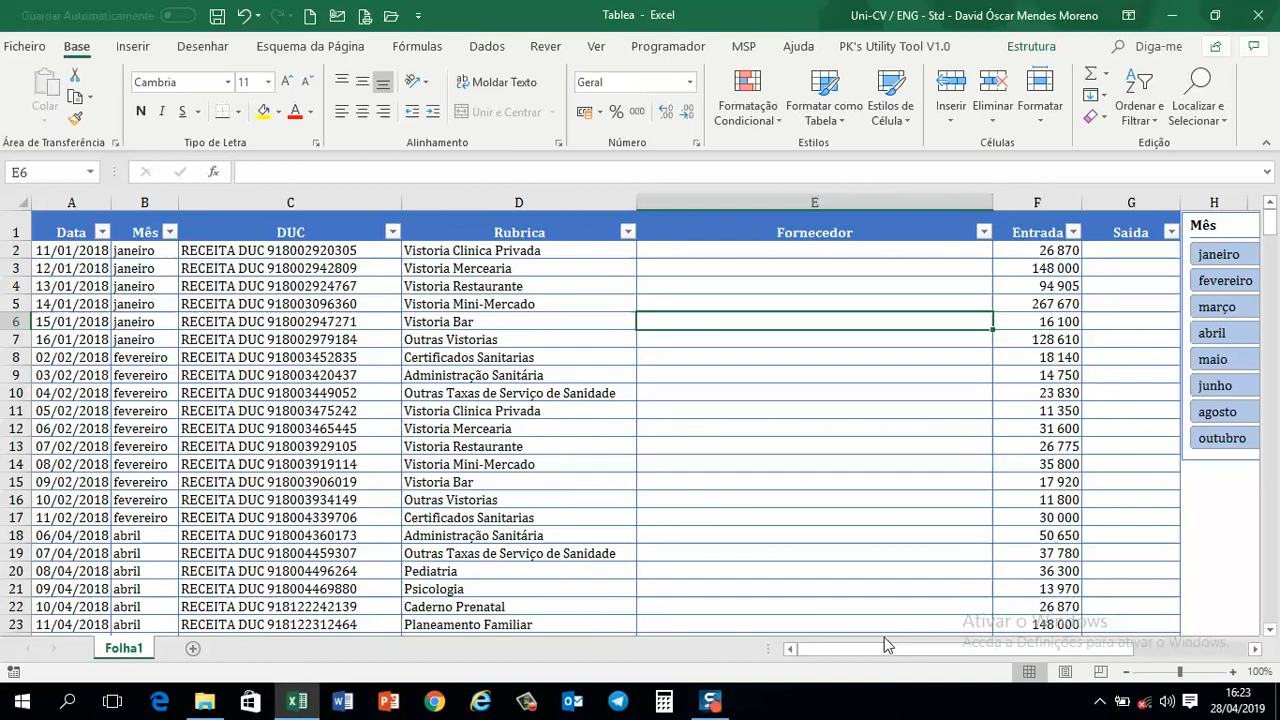 Guardar Automaticamente
Tablea - Excel
Uni-CV / ENG - Std - David Óscar Mendes Moreno
Ficheiro Base Inserir Desenhar Esquema da Página Fórmulas Dados Rever Ver Programador MSP Ajuda PK's Utility Tool V1.0 Estrutura Diga-me
Colar
Cambria 11
N I S
Moldar Texto
Unir e Centrar
Geral
% 000
Formatação Condicional
Formatar como Tabela
Estilos de Célula
Inserir Eliminar Formatar
Ordenar e Filtrar
Localizar e Selecionar
Área de Transferência Tipo de Letra Alinhamento Número Estilos Células Edição
E6
fx
A B C D E F G H
1 Data Mês DUC Rubrica Fornecedor Entrada Saida
2 11/01/2018 janeiro RECEITA DUC 918002920305 Vistoria Clinica Privada 26 870
3 12/01/2018 janeiro RECEITA DUC 918002942809 Vistoria Mercearia 148 000
4 13/01/2018 janeiro RECEITA DUC 918002924767 Vistoria Restaurante 94 905
5 14/01/2018 janeiro RECEITA DUC 918003096360 Vistoria Mini-Mercado 267 670
6 15/01/2018 janeiro RECEITA DUC 918002947271 Vistoria Bar 16 100
7 16/01/2018 janeiro RECEITA DUC 918002979184 Outras Vistorias 128 610
8 02/02/2018 fevereiro RECEITA DUC 918003452835 Certificados Sanitarias 18 140
9 03/02/2018 fevereiro RECEITA DUC 918003420437 Administração Sanitária 14 750
10 04/02/2018 fevereiro RECEITA DUC 918003449052 Outras Taxas de Serviço de Sanidade 23 830
11 05/02/2018 fevereiro RECEITA DUC 918003475242 Vistoria Clinica Privada 11 350
12 06/02/2018 fevereiro RECEITA DUC 918003465445 Vistoria Mercearia 31 600
13 07/02/2018 fevereiro RECEITA DUC 918003929105 Vistoria Restaurante 26 775
14 08/02/2018 fevereiro RECEITA DUC 918003919114 Vistoria Mini-Mercado 35 800
15 09/02/2018 fevereiro RECEITA DUC 918003906019 Vistoria Bar 17 920
16 10/02/2018 fevereiro RECEITA DUC 918003934149 Outras Vistorias 11 800
17 11/02/2018 fevereiro RECEITA DUC 918004339706 Certificados Sanitarias 30 000
18 06/04/2018 abril RECEITA DUC 918004360173 Administração Sanitária 50 650
19 07/04/2018 abril RECEITA DUC 918004459307 Outras Taxas de Serviço de Sanidade 37 780
20 08/04/2018 abril RECEITA DUC 918004496264 Pediatria 36 300
21 09/04/2018 abril RECEITA DUC 918004469880 Psicologia 13 970
22 10/04/2018 abril RECEITA DUC 918122242139 Caderno Prenatal 26 870
23 11/04/2018 abril RECEITA DUC 918122312464 Planeamento Familiar 148 000
Mês
janeiro
fevereiro
março
abril
maio
junho
agosto
outubro
Ativar o Windows
Aceda a Definições para ativar o Windows.
Folha1
100%
16:23
28/04/2019